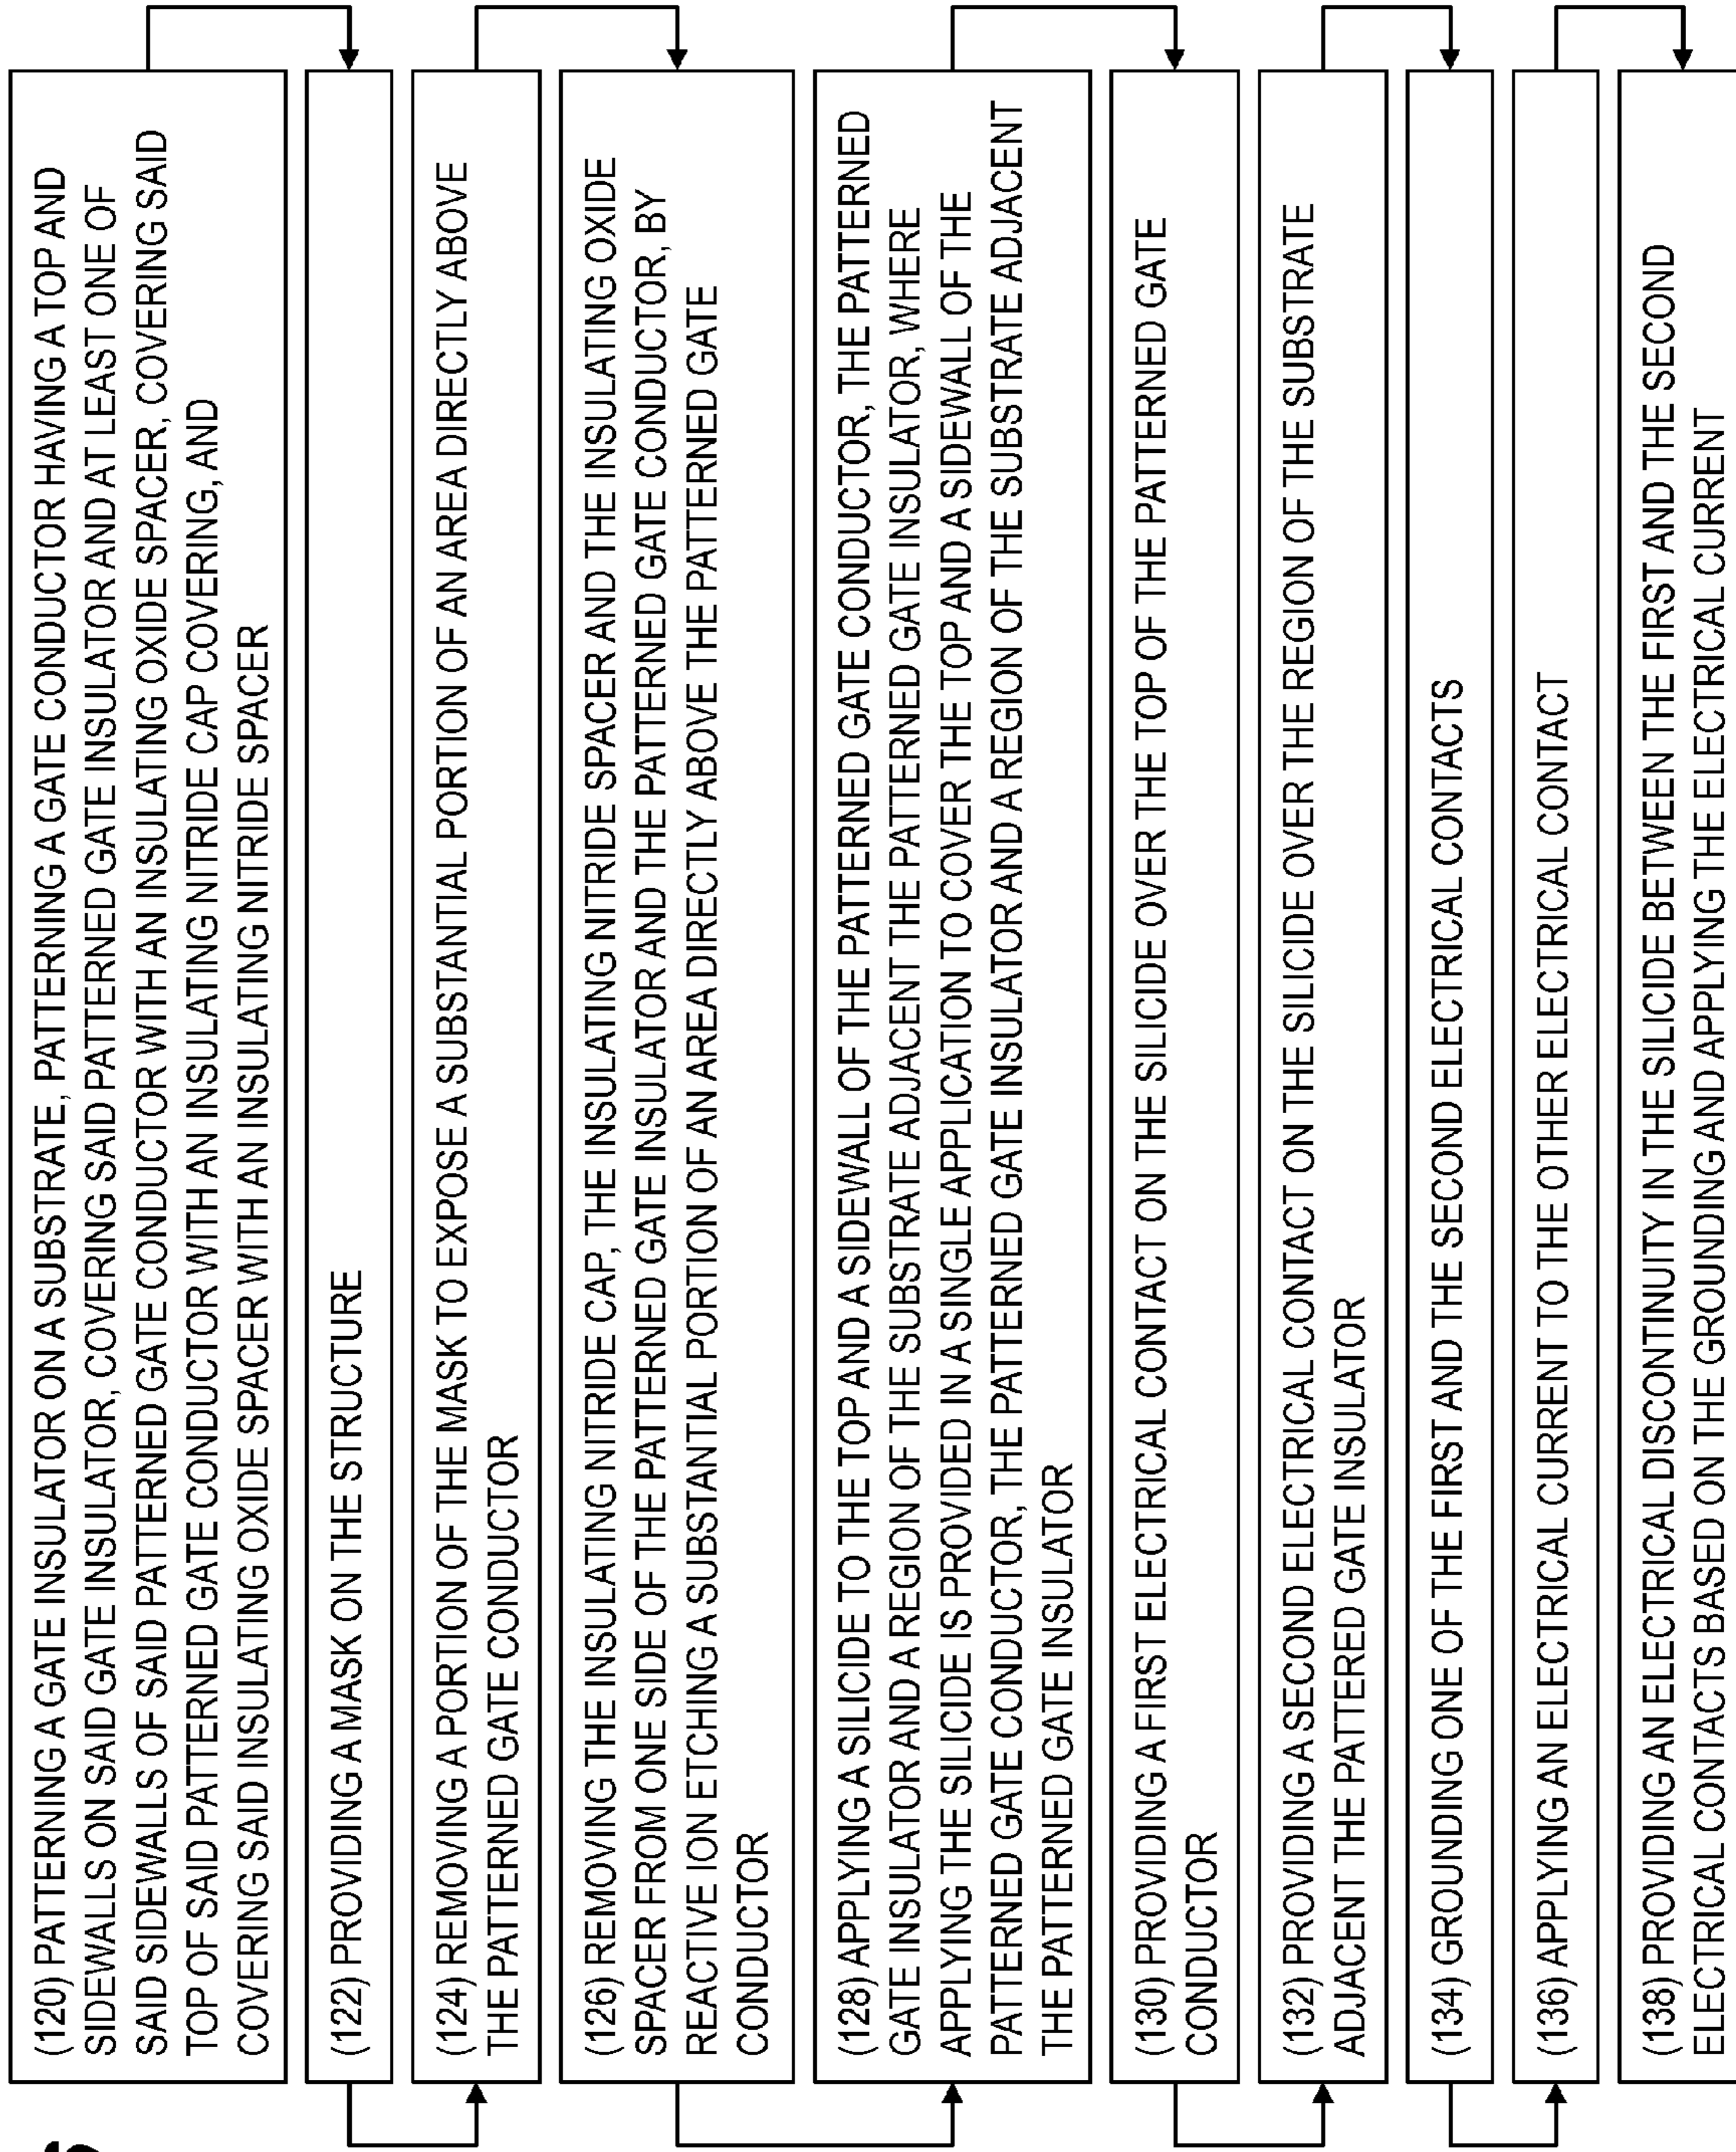 (120) PATTERNING A GATE INSULATOR ON A SUBSTRATE, PATTERNING A GATE CONDUCTOR HAVING A TOP AND
SIDEWALLS ON SAID GATE INSULATOR, COVERING SAID PATTERNED GATE INSULATOR AND AT LEAST ONE OF
SAID SIDEWALLS OF SAID PATTERNED GATE CONDUCTOR WITH AN INSULATING OXIDE SPACER, COVERING SAID
TOP OF SAID PATTERNED GATE CONDUCTOR WITH AN INSULATING NITRIDE CAP COVERING, AND
COVERING SAID INSULATING OXIDE SPACER WITH AN INSULATING NITRIDE SPACER
(122) PROVIDING A MASK ON THE STRUCTURE
(124) REMOVING A PORTION OF THE MASK TO EXPOSE A SUBSTANTIAL PORTION OF AN AREA DIRECTLY ABOVE
THE PATTERNED GATE CONDUCTOR
(126) REMOVING THE INSULATING NITRIDE CAP, THE INSULATING NITRIDE SPACER AND THE INSULATING OXIDE
SPACER FROM ONE SIDE OF THE PATTERNED GATE INSULATOR AND THE PATTERNED GATE CONDUCTOR, BY
REACTIVE ION ETCHING A SUBSTANTIAL PORTION OF AN AREA DIRECTLY ABOVE THE PATTERNED GATE
CONDUCTOR
(128) APPLYING A SILICIDE TO THE TOP AND A SIDEWALL OF THE PATTERNED GATE CONDUCTOR, THE PATTERNED
GATE INSULATOR AND A REGION OF THE SUBSTRATE ADJACENT THE PATTERNED GATE INSULATOR, WHERE
APPLYING THE SILICIDE IS PROVIDED IN A SINGLE APPLICATION TO COVER THE TOP AND A SIDEWALL OF THE
PATTERNED GATE CONDUCTOR, THE PATTERNED GATE INSULATOR AND A REGION OF THE SUBSTRATE ADJACENT
THE PATTERNED GATE INSULATOR
(130) PROVIDING A FIRST ELECTRICAL CONTACT ON THE SILICIDE OVER THE TOP OF THE PATTERNED GATE
CONDUCTOR
(132) PROVIDING A SECOND ELECTRICAL CONTACT ON THE SILICIDE OVER THE REGION OF THE SUBSTRATE
ADJACENT THE PATTERED GATE INSULATOR
(134) GROUNDING ONE OF THE FIRST AND THE SECOND ELECTRICAL CONTACTS
(136) APPLYING AN ELECTRICAL CURRENT TO THE OTHER ELECTRICAL CONTACT
(138) PROVIDING AN ELECTRICAL DISCONTINUITY IN THE SILICIDE BETWEEN THE FIRST AND THE SECOND
ELECTRICAL CONTACTS BASED ON THE GROUNDING AND APPLYING THE ELECTRICAL CURRENT